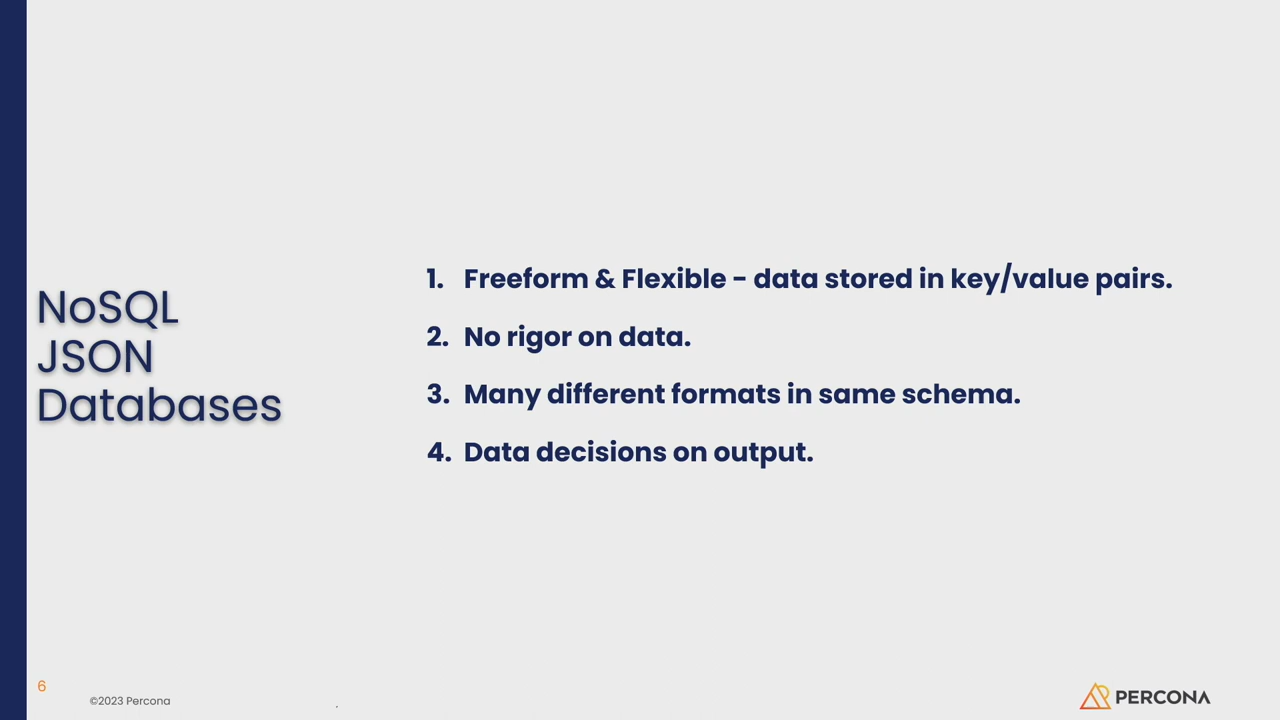 NoSQL
JSON
Databases
1. Freeform & Flexible - data stored in key/value pairs.
2. No rigor on data.
3. Many different formats in same schema.
4. Data decisions on output.
6
©2023 Percona
.
PERCONA